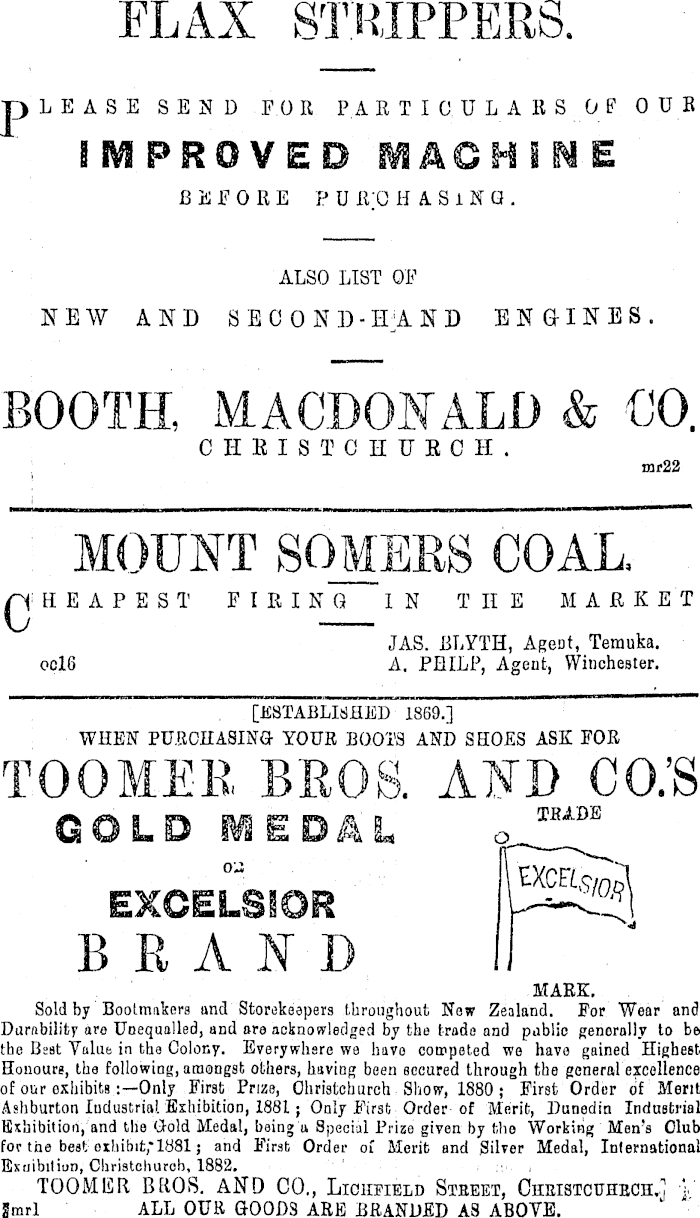 FLAX STRIPPERS.
PLEASE SEND FOR PARTICULARS OF OUR
IMPROVED MACHINE
BEFORE PURCHASING.
ALSO LIST OF
NEW AND SECOND-HAND ENGINES.
BOOTH, MACDONALD & CO.
CHRISTCHURCH.
mr22
MOUNT SOMERS COAL.
CHEAPEST FIRING IN THE MARKET
JAS. BLYTH, Agent, Temuka.
oc16 A. PHILP, Agent, Winchester.
[ESTABLISHED 1869.]
WHEN PURCHASING YOUR BOOTS AND SHOES ASK FOR
TOOMER BROS. AND CO.'S
GOLD MEDAL
OR
EXCELSIOR
BRAND
TRADE
EXCELSIOR
MARK.
Sold by Bootmakers and Storekeepers throughout New Zealand. For Wear and
Durability are Unequalled, and are acknowledged by the trade and public generally to be
the Best Value in the Colony. Everywhere we have competed we have gained Highest
Honours, the following, amongst others, having been secured through the general excellence
of our exhibits :—Only First Prize, Christchurch Show, 1880 ; First Order of Merit
Ashburton Industrial Exhibition, 1881 ; Only First Order of Merit, Dunedin Industrial
Exhibition, and the Gold Medal, being a Special Prize given by the Working Men's Club
for the best exhibit, 1881 ; and First Order of Merit and Silver Medal, International
Exhibition, Christchurch, 1882.
TOOMER BROS. AND CO., LICHFIELD STREET, CHRISTCUHRCH,
mr1 ALL OUR GOODS ARE BRANDED AS ABOVE.